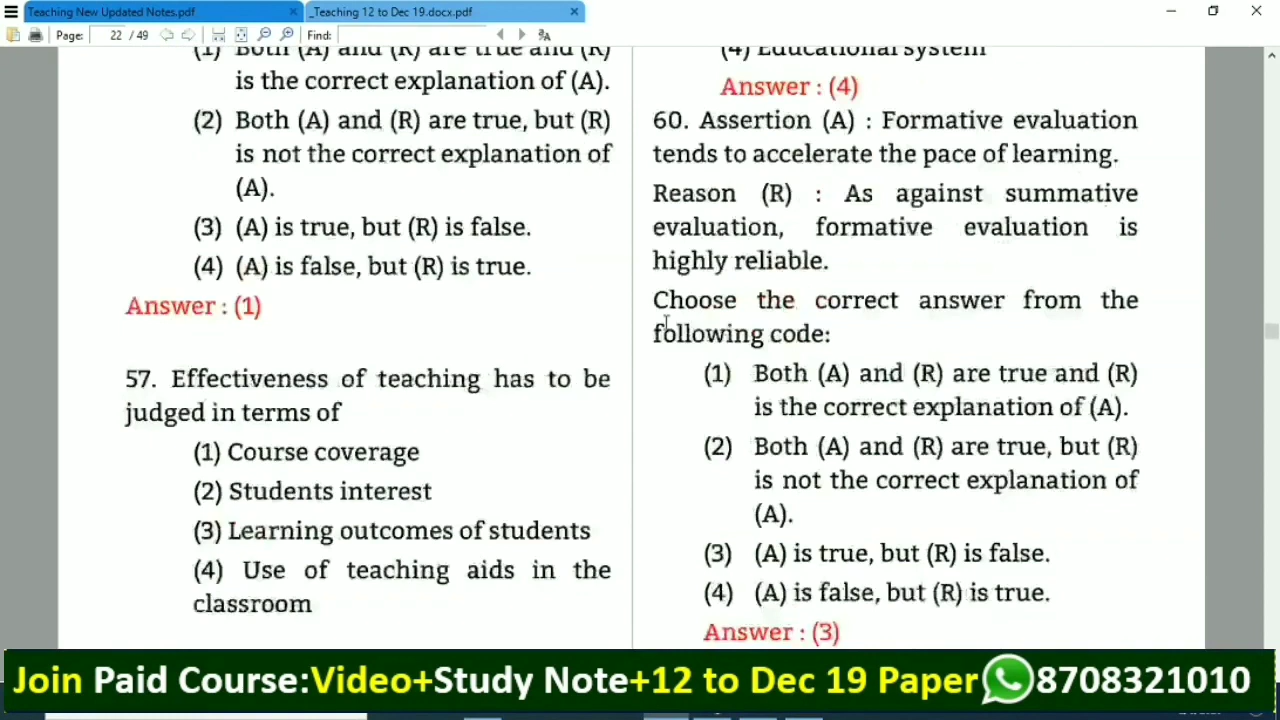 Teaching New Updated Notes.pdf
_Teaching 12 to Dec 19.docx.pdf
Page: 22 / 49 Find:
(1) Both (A) and (R) are true and (R)
is the correct explanation of (A).
(2) Both (A) and (R) are true, but (R)
is not the correct explanation of
(A).
(3) (A) is true, but (R) is false.
(4) (A) is false, but (R) is true.
Answer : (1)
57. Effectiveness of teaching has to be
judged in terms of
(1) Course coverage
(2) Students interest
(3) Learning outcomes of students
(4) Use of teaching aids in the
classroom
(4) Educational system
Answer : (4)
60. Assertion (A) : Formative evaluation
tends to accelerate the pace of learning.
Reason (R) : As against summative
evaluation, formative evaluation is
highly reliable.
Choose the correct answer from the
following code:
(1) Both (A) and (R) are true and (R)
is the correct explanation of (A).
(2) Both (A) and (R) are true, but (R)
is not the correct explanation of
(A).
(3) (A) is true, but (R) is false.
(4) (A) is false, but (R) is true.
Answer : (3)
Join Paid Course:Video+Study Note+12 to Dec 19 Paper 8708321010